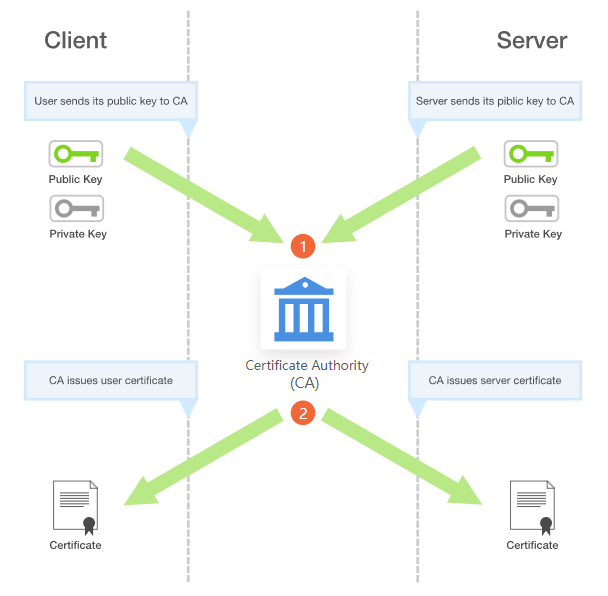 Client
Server
User sends its public key to CA
Server sends its piblic key to CA
Public Key
Public Key
Private Key
Private Key
1
Certificate Authority
(CA)
CA issues user certificate
CA issues server certificate
2
Certificate
Certificate